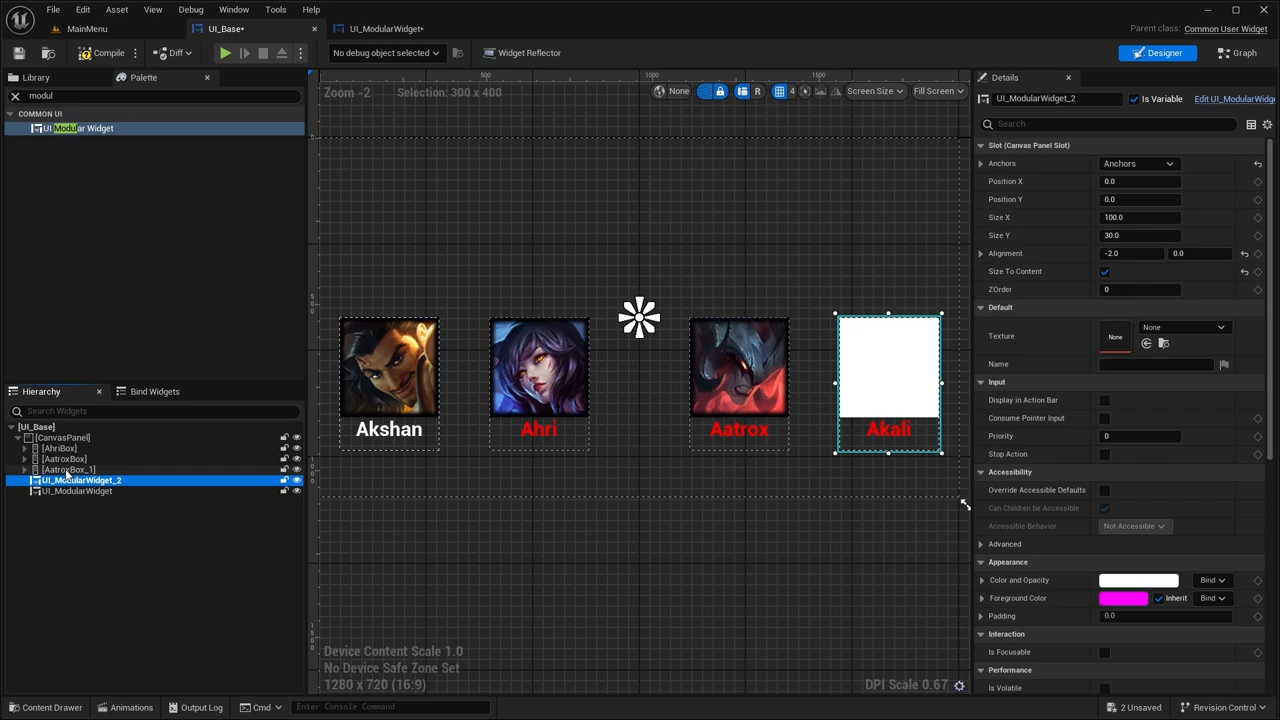 File Edit Asset View Debug Window Tools Help
MainMenu UI_Base* UI_ModularWidget* Parent class: Common User Widget
Compile Diff No debug object selected Widget Reflector Designer Graph
Library Palette
modul
COMMON UI
UI Modular Widget
Hierarchy Bind Widgets
Search Widgets
[UI_Base]
[CanvasPanel]
[AhriBox]
[AatroxBox]
[AatroxBox_1]
UI_ModularWidget_2
UI_ModularWidget
500 1000 1500
Zoom -2 Selection: 300 x 400 None R 4 Screen Size Fill Screen
Akshan Ahri Aatrox Akali
Device Content Scale 1.0
No Device Safe Zone Set
1280 x 720 (16:9) DPI Scale 0.67
Details
UI_ModularWidget_2 Is Variable Edit UI_ModularWidg
Search
Slot (Canvas Panel Slot)
Anchors Anchors
Position X 0.0
Position Y 0.0
Size X 100.0
Size Y 30.0
Alignment -2.0 0.0
Size To Content
ZOrder 0
Default
Texture None None
Name
Input
Display in Action Bar
Consume Pointer Input
Priority 0
Stop Action
Accessibility
Override Accessible Defaults
Can Children be Accessible
Accessible Behavior Not Accessible
Advanced
Appearance
Color and Opacity Bind
Foreground Color Inherit Bind
Padding 0.0
Interaction
Is Focusable
Performance
Is Volatile
Content Drawer Animations Output Log Cmd Enter Console Command 2 Unsaved Revision Control